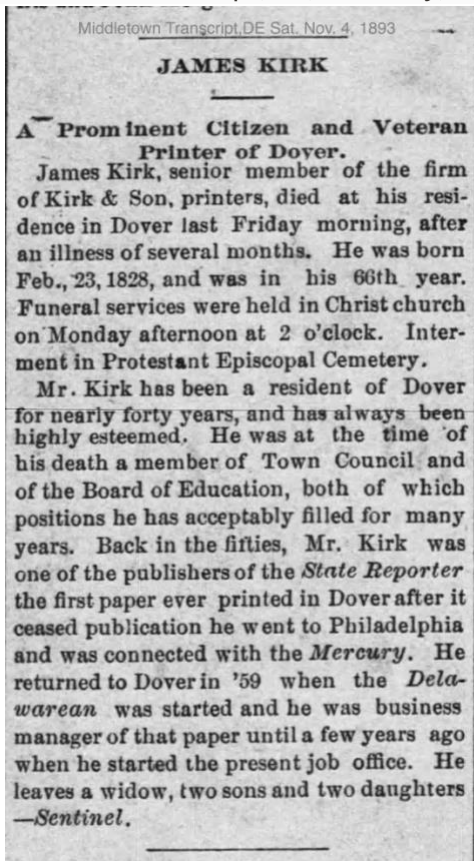 Middletown Transcript,DE Sat. Nov. 4, 1893
JAMES KIRK
A Prominent Citizen and Veteran
Printer of Dover.
James Kirk, senior member of the firm
of Kirk & Son, printers, died at his resi-
dence in Dover last Friday morning, after
an illness of several months. He was born
Feb., 23, 1828, and was in his 66th year.
Funeral services were held in Christ church
on Monday afternoon at 2 o'clock. Inter-
ment in Protestant Episcopal Cemetery.
Mr. Kirk has been a resident of Dover
for nearly forty years, and has always been
highly esteemed. He was at the time of
his death a member of Town Council and
of the Board of Education, both of which
positions he has acceptably filled for many
years. Back in the fifties, Mr. Kirk was
one of the publishers of the State Reporter
the first paper ever printed in Dover after it
ceased publication he went to Philadelphia
and was connected with the Mercury. He
returned to Dover in '59 when the Dela-
warean was started and he was business
manager of that paper until a few years ago
when he started the present job office. He
leaves a widow, two sons and two daughters
—Sentinel.